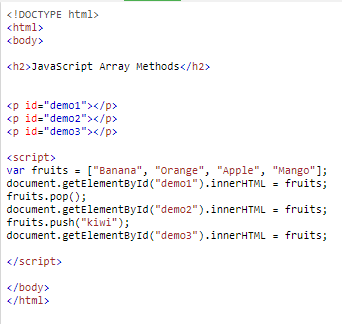 <!DOCTYPE html>
<html>
<body>
<h2>JavaScript Array Methods</h2>
<p id="demo1"></p>
<p id="demo2"></p>
<p id="demo3"></p>
<script>
var fruits = ["Banana", "Orange", "Apple", "Mango"];
document.getElementById("demo1").innerHTML = fruits;
fruits.pop();
document.getElementById("demo2").innerHTML = fruits;
fruits.push("kiwi");
document.getElementById("demo3").innerHTML = fruits;
</script>
</body>
</html>